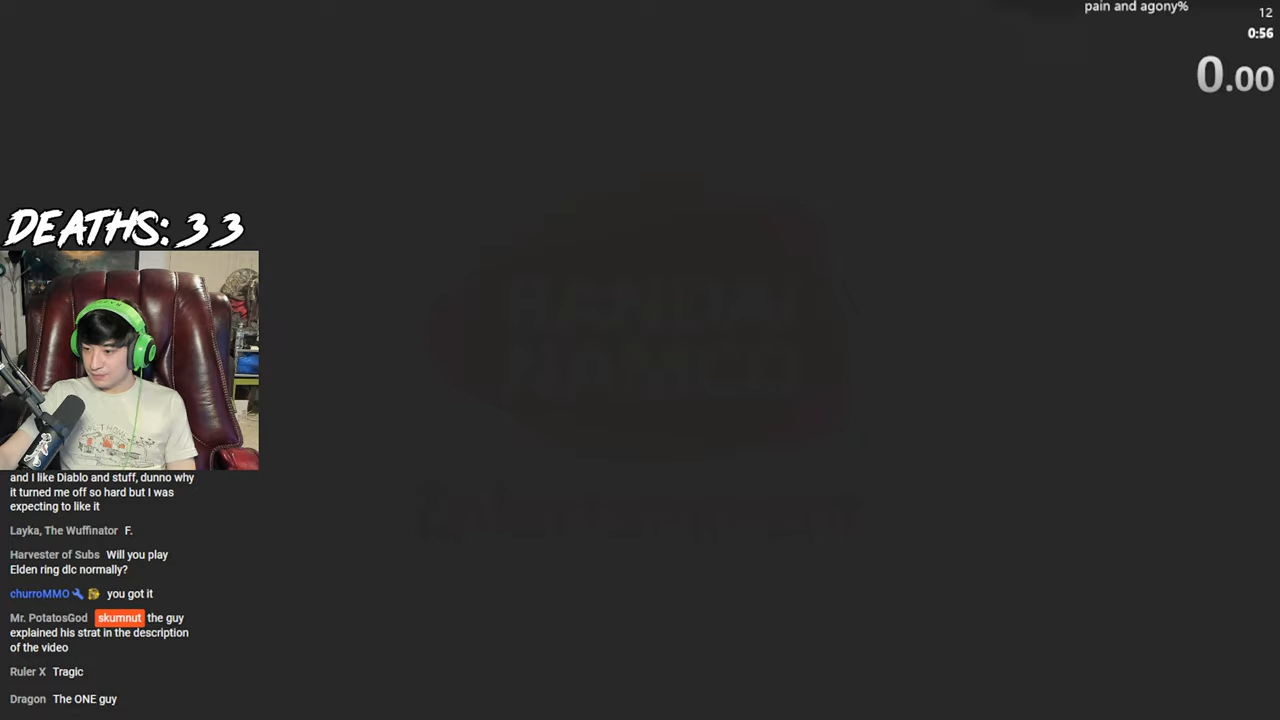 pain and agony%
12
0:56
0.00
DEATHS: 33
and I like Diablo and stuff, dunno why
it turned me off so hard but I was
expecting to like it
Layka, The Wuffinator F.
Harvester of Subs Will you play
Elden ring dlc normally?
churroMMO you got it
Mr. PotatosGod skumnut the guy
explained his strat in the description
of the video
Ruler X Tragic
Dragon The ONE guy
BANDAI
NAMCO
Entertainment